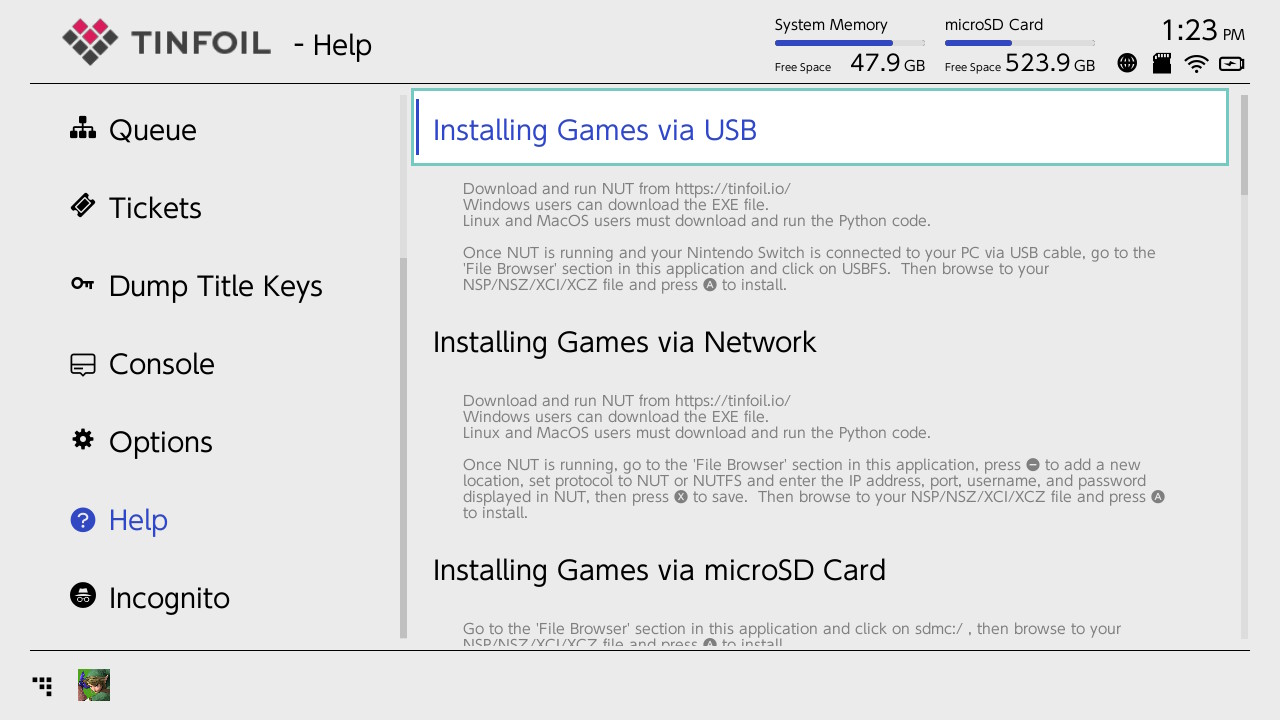 TINFOIL - Help
System Memory
Free Space 47.9 GB
microSD Card
Free Space 523.9 GB
1:23 PM
Queue
Tickets
Dump Title Keys
Console
Options
Help
Incognito
Installing Games via USB
Download and run NUT from https://tinfoil.io/
Windows users can download the EXE file.
Linux and MacOS users must download and run the Python code.
Once NUT is running and your Nintendo Switch is connected to your PC via USB cable, go to the
'File Browser' section in this application and click on USBFS.  Then browse to your
NSP/NSZ/XCI/XCZ file and press A to install.
Installing Games via Network
Download and run NUT from https://tinfoil.io/
Windows users can download the EXE file.
Linux and MacOS users must download and run the Python code.
Once NUT is running, go to the 'File Browser' section in this application, press - to add a new
location, set protocol to NUT or NUTFS and enter the IP address, port, username, and password
displayed in NUT, then press X to save.  Then browse to your NSP/NSZ/XCI/XCZ file and press A
to install.
Installing Games via microSD Card
Go to the 'File Browser' section in this application and click on sdmc:/ , then browse to your
NSP/NSZ/XCI/XCZ file and press A to install.